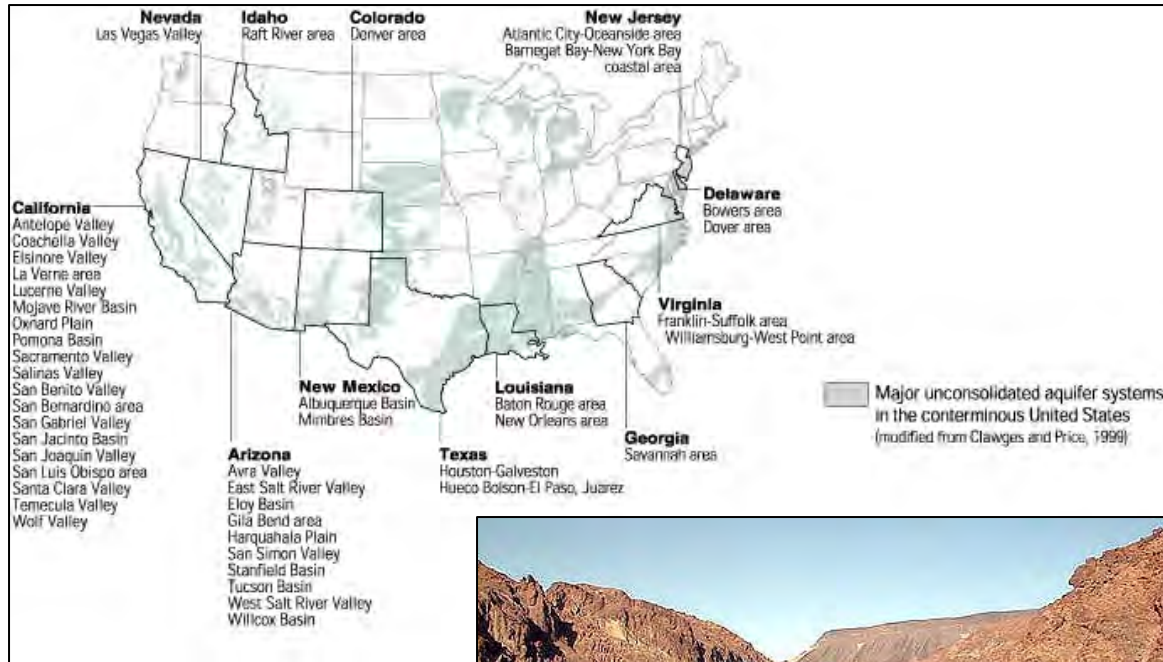 Nevada
Las Vegas Valley
Idaho
Raft River area
Colorado
Denver area
New Jersey
Atlantic City-Oceanside area
Barnegat Bay-New York Bay
coastal area
Delaware
Bowers area
Dover area
California
Antelope Valley
Coachella Valley
Elsinore Valley
La Verne area
Lucerne Valley
Mojave River Basin
Oxnard Plain
Pomona Basin
Sacramento Valley
Salinas Valley
San Benito Valley
San Bernardino area
San Gabriel Valley
San Jacinto Basin
San Joaquin Valley
San Luis Obispo area
Santa Clara Valley
Temecula Valley
Wolf Valley
Virginia
Franklin-Suffolk area
Williamsburg-West Point area
New Mexico
Albuquerque Basin
Mimbres Basin
Louisiana
Baton Rouge area
New Orleans area
Major unconsolidated aquifer systems
in the conterminous United States
(modified from Clawges and Price, 1999)
Georgia
Savannah area
Arizona
Avra Valley
East Salt River Valley
Eloy Basin
Gila Bend area
Harquahala Plain
San Simon Valley
Stanfield Basin
Tucson Basin
West Salt River Valley
Willcox Basin
Texas
Houston-Galveston
Hueco Bolson-El Paso, Juarez